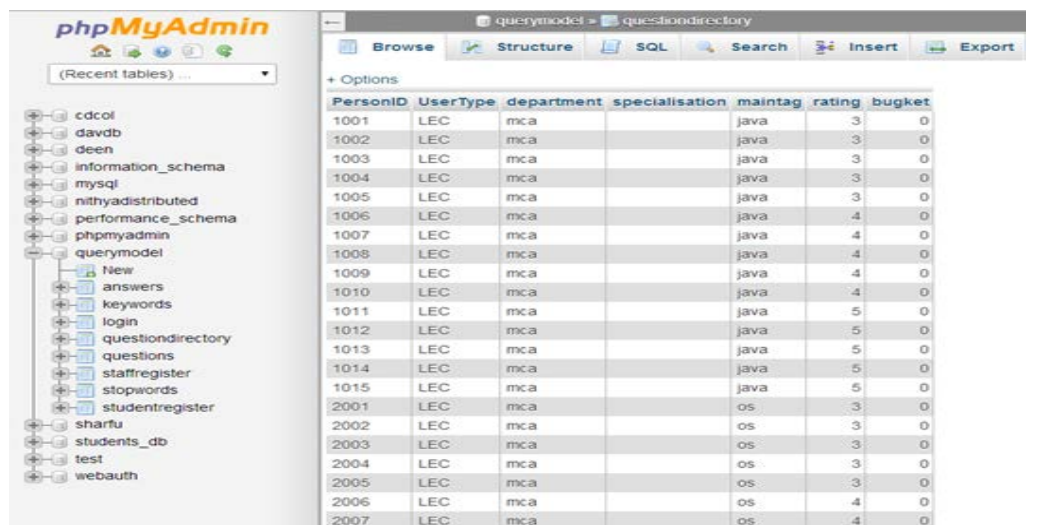 phpMyAdmin
(Recent tables) ...
cdcol
davdb
deen
information_schema
mysql
nithyadistributed
performance_schema
phpmyadmin
querymodel
New
answers
keywords
login
questiondirectory
questions
staffregister
stopwords
studentregister
sharfu
students_db
test
webauth
querymodel » questiondirectory
Browse Structure SQL Search Insert Export
+ Options
PersonID UserType department specialisation maintag rating bugket
1001 LEC mca java 3 0
1002 LEC mca java 3 0
1003 LEC mca java 3 0
1004 LEC mca java 3 0
1005 LEC mca java 3 0
1006 LEC mca java 4 0
1007 LEC mca java 4 0
1008 LEC mca java 4 0
1009 LEC mca java 4 0
1010 LEC mca java 4 0
1011 LEC mca java 5 0
1012 LEC mca java 5 0
1013 LEC mca java 5 0
1014 LEC mca java 5 0
1015 LEC mca java 5 0
2001 LEC mca os 3 0
2002 LEC mca os 3 0
2003 LEC mca os 3 0
2004 LEC mca os 3 0
2005 LEC mca os 3 0
2006 LEC mca os 4 0
2007 LEC mca os 4 0